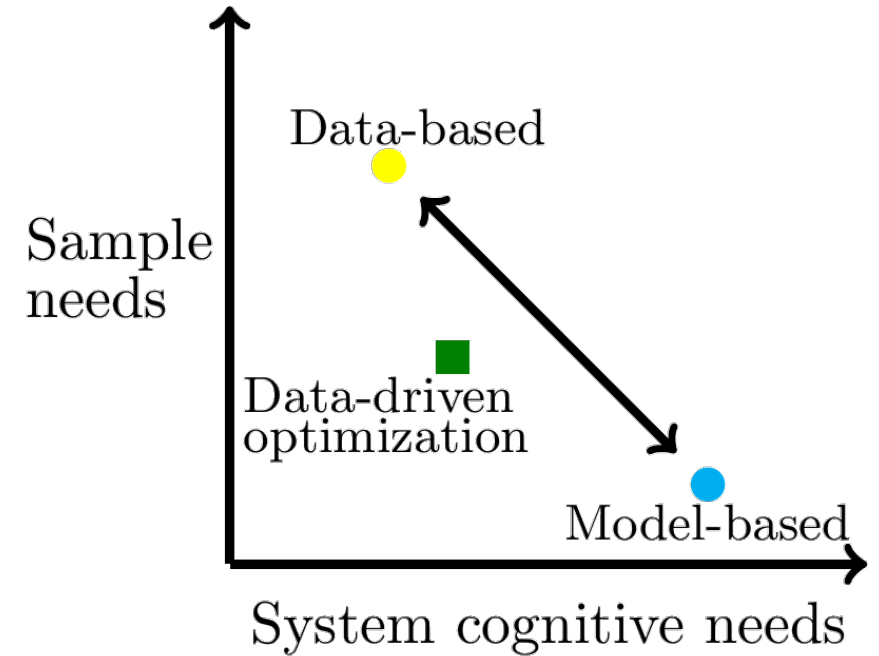 Data-based
Sample
needs
Data-driven
optimization
Model-based
System cognitive needs